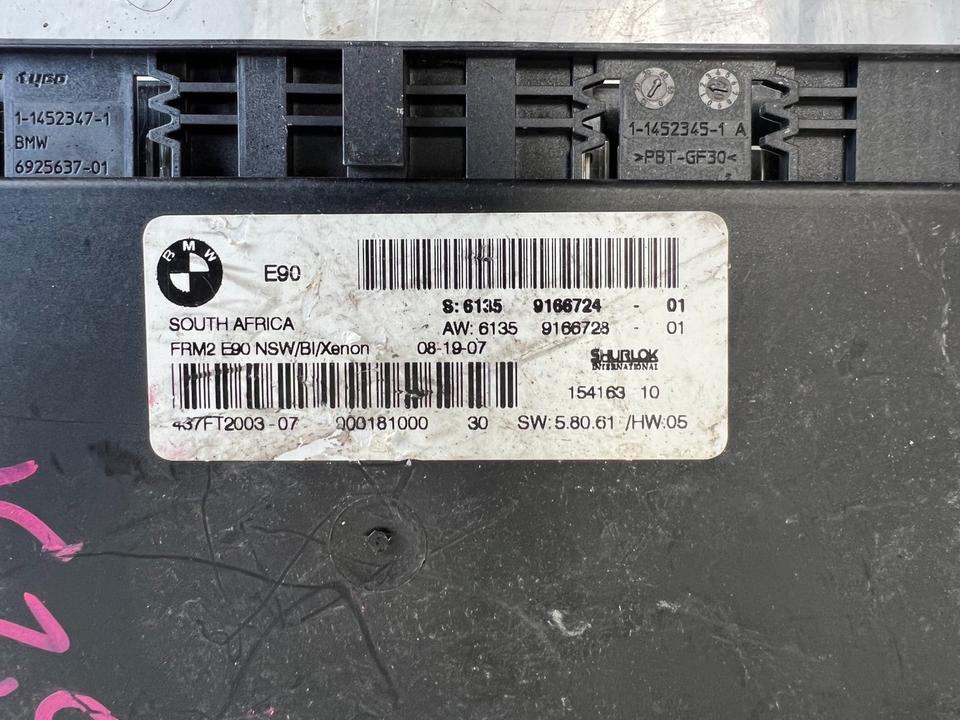 tyco
1-1452347-1
BMW
6925637-01
1-1452345-1 A
>PBT-GF30<
BMW
E90
S: 6135 9166724 - 01
SOUTH AFRICA
AW: 6135 9166728 - 01
FRM2 E90 NSW/BI/Xenon 08-19-07
SHURLOK
INTERNATIONAL
154163 10
437FT2003-07 000181000 30 SW: 5.80.61 /HW:05